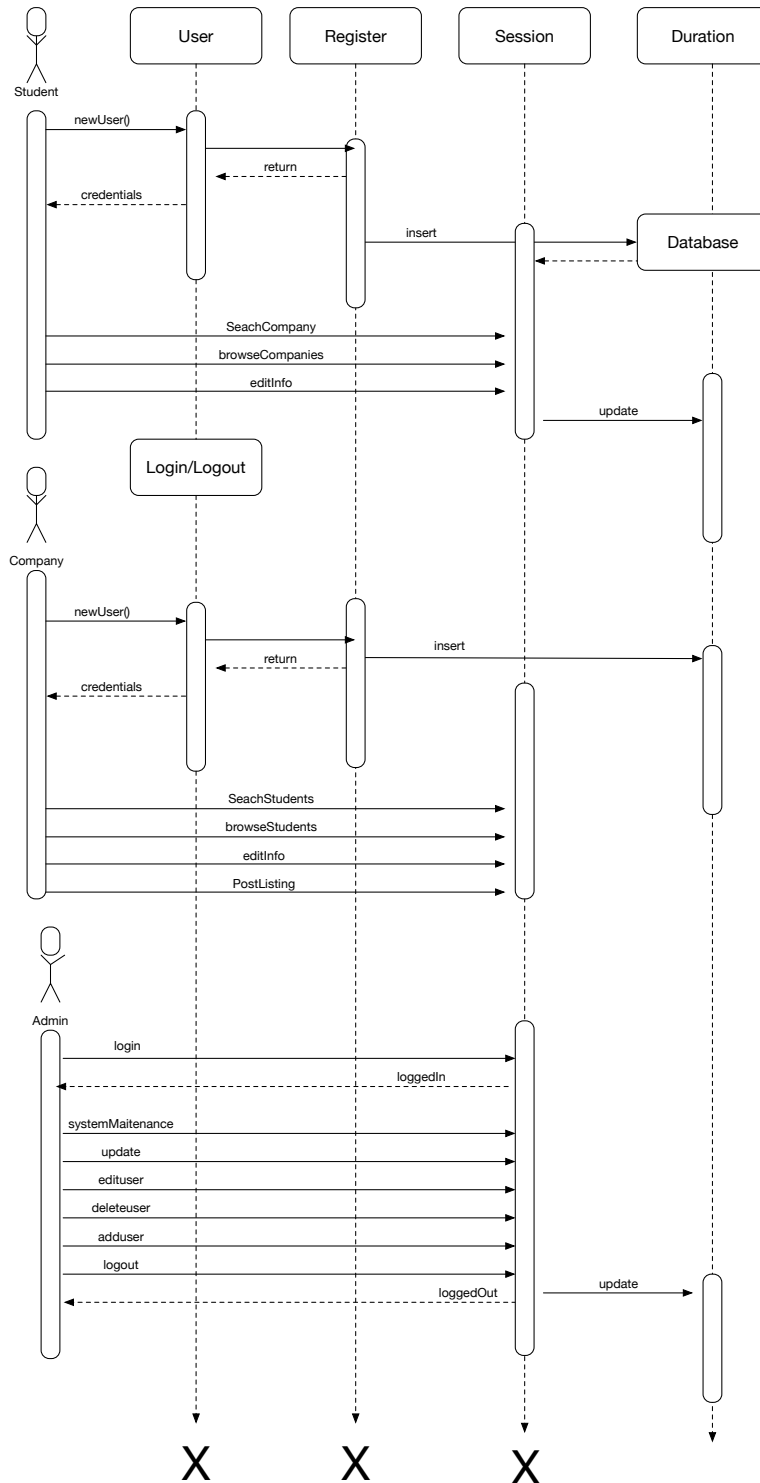 User
Register
Session
Duration
Student
newUser()
return
credentials
insert
Database
SeachCompany
browseCompanies
editInfo
update
Login/Logout
Company
newUser()
return
insert
credentials
SeachStudents
browseStudents
editInfo
PostListing
Admin
login
loggedIn
systemMaitenance
update
edituser
deleteuser
adduser
logout
loggedOut
update
X X X